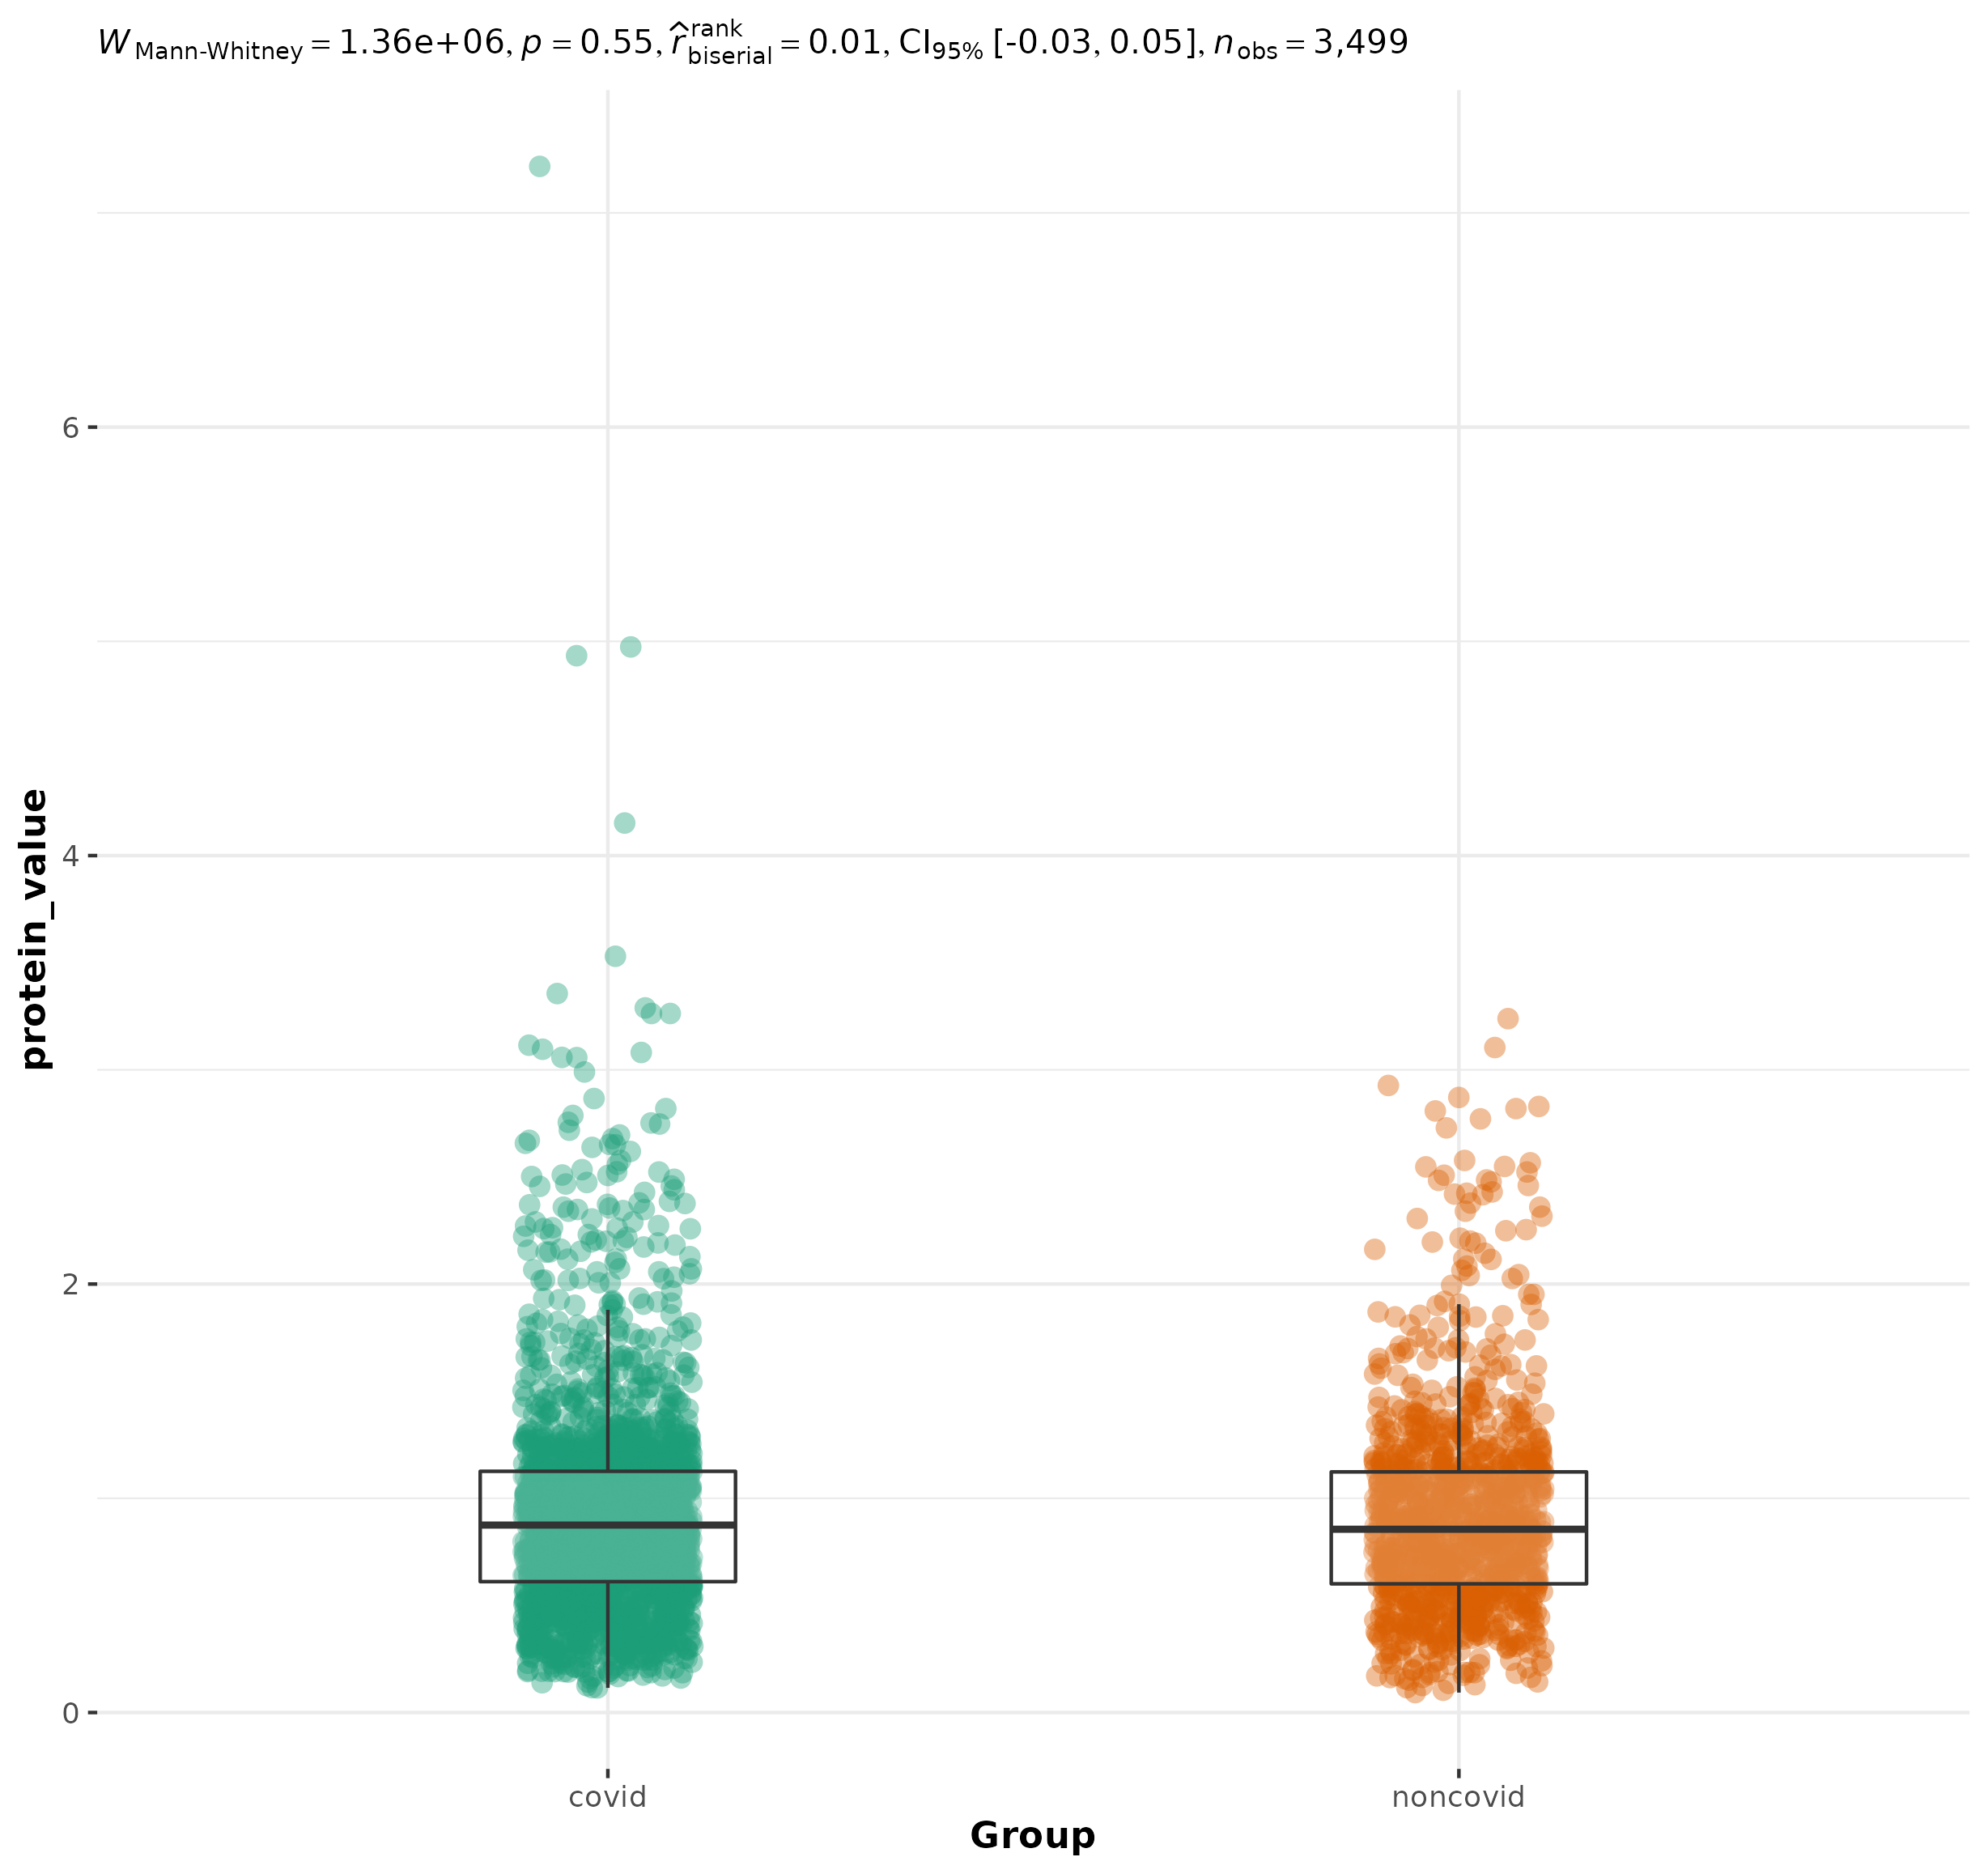 W Mann-Whitney = 1.36e+06, p = 0.55, r̂ rank biserial = 0.01, CI95% [-0.03, 0.05], nobs = 3,499
6
4
2
0
protein_value
covid noncovid
Group